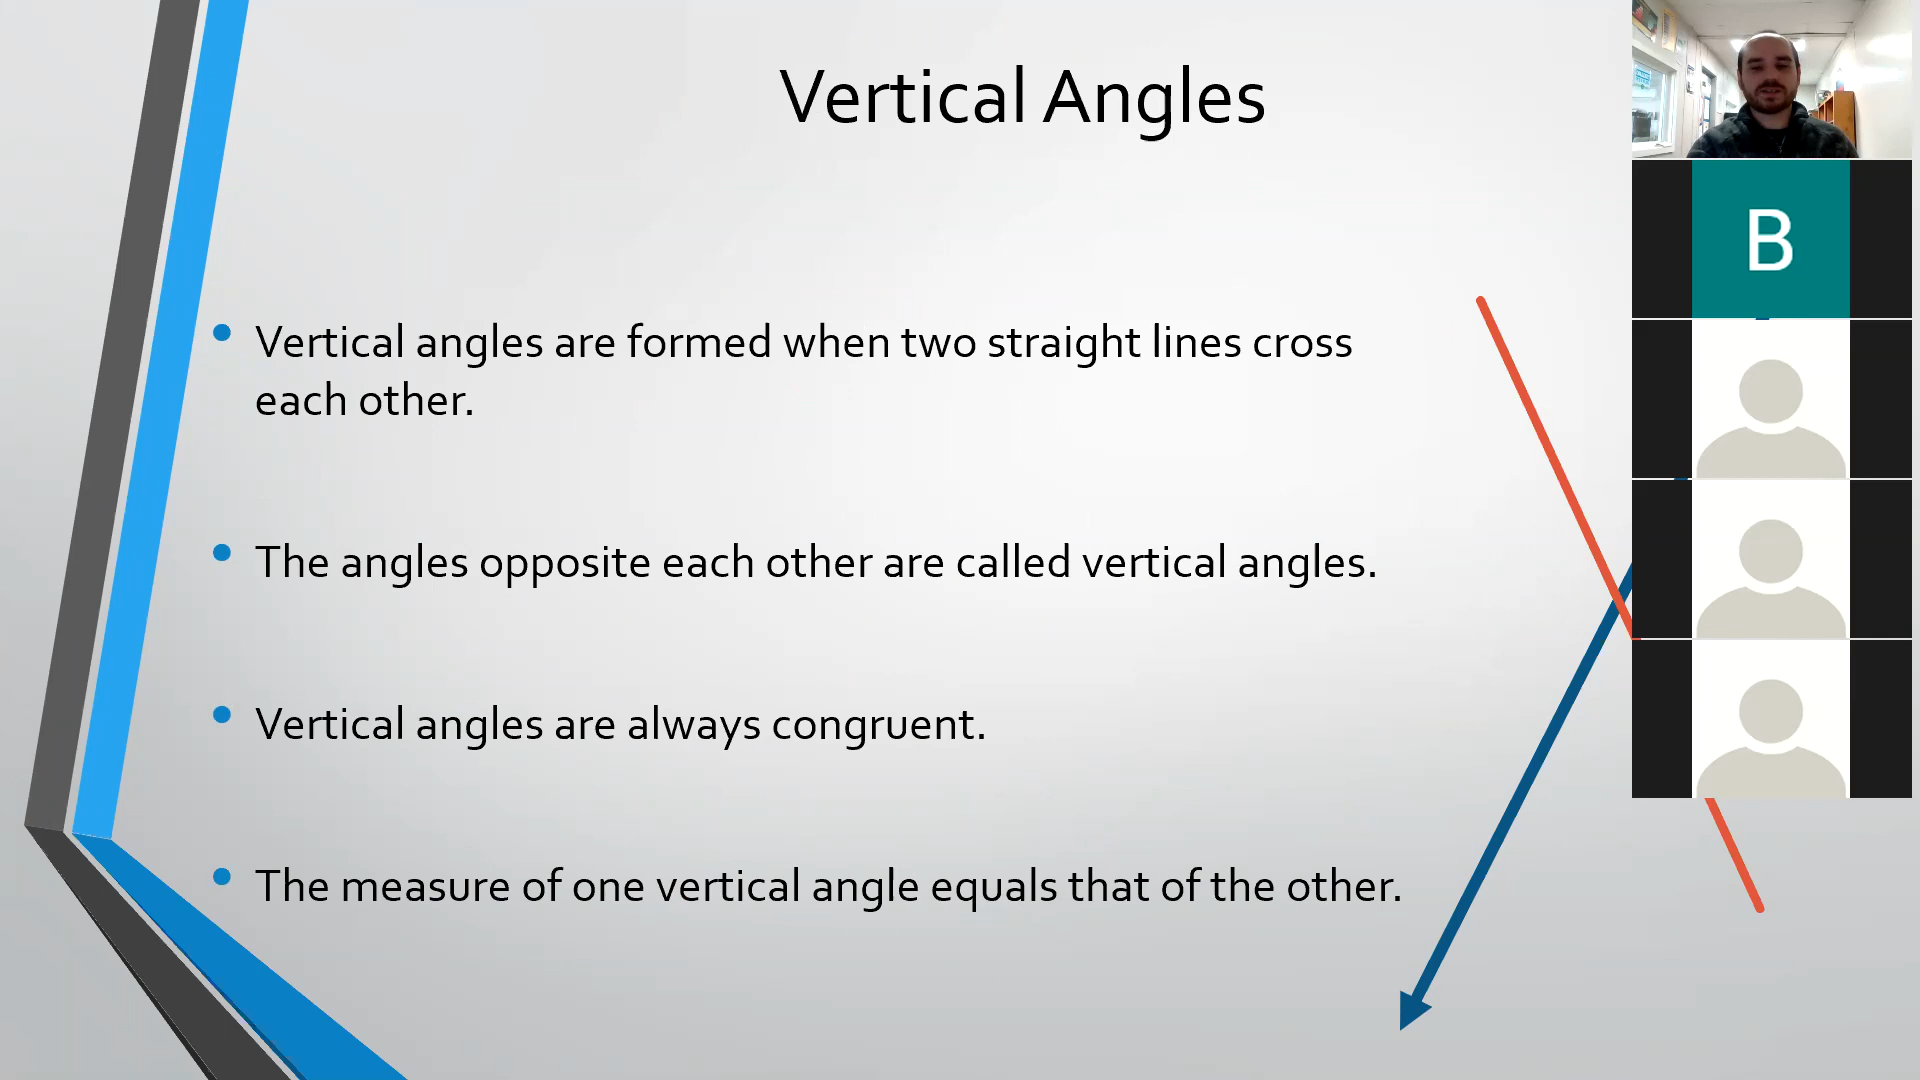 Vertical Angles
B
• Vertical angles are formed when two straight lines cross
each other.
• The angles opposite each other are called vertical angles.
• Vertical angles are always congruent.
• The measure of one vertical angle equals that of the other.